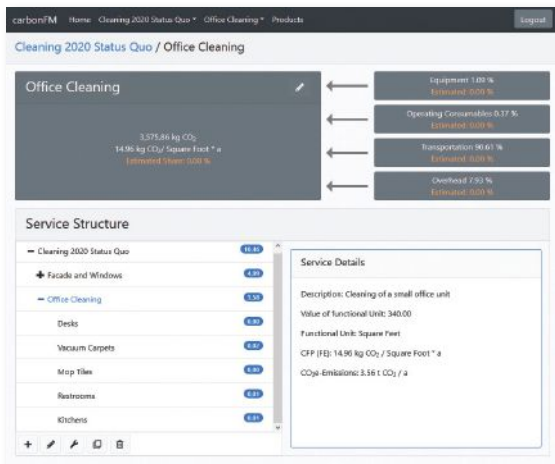 carbonFM Home Cleaning 2020 Status Quo Office Cleaning Products Logout
Cleaning 2020 Status Quo / Office Cleaning
Office Cleaning
3,575.86 kg CO₂
14.96 kg CO₂/ Square Foot * a
Estimated Share: 0.00 %
Equipment 1.09 %
Estimated: 0.00 %
Operating Consumables 0.37 %
Estimated: 0.00 %
Transportation 90.61 %
Estimated: 0.00 %
Overhead 7.93 %
Estimated: 0.00 %
Service Structure
Cleaning 2020 Status Quo
Facade and Windows
Office Cleaning
Desks
Vacuum Carpets
Mop Tiles
Restrooms
Kitchens
Service Details
Description: Cleaning of a small office unit
Value of functional Unit: 340.00
Functional Unit: Square Feet
CFP (FE): 14.96 kg CO₂ / Square Foot * a
CO₂e-Emissions: 3.56 t CO₂ / a